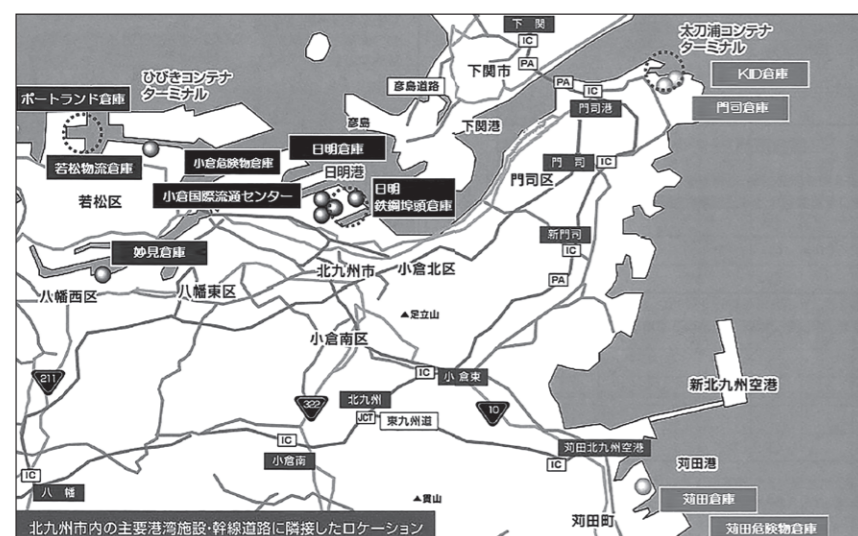 下関
IC
太刀浦コンテナ
ターミナル
PA
下関市
KIID倉庫
ひびきコンテナ
ターミナル
彦島道路
PA
IC
ポートランド倉庫
門司港
門司倉庫
彦島
下関港
日明倉庫
若松物流倉庫
小倉危険物倉庫
日明港
門司
IC
門司区
小倉国際流通センター
日明
鉄鋼埠頭倉庫
若松区
新門司
IC
妙見倉庫
北九州市
小倉北区
PA
八幡西区
八幡東区
▲足立山
小倉南区
211
IC
小倉東
新北九州空港
322
北九州
10
JCT
東九州道
IC
小倉南
苅田北九州空港
IC
苅田港
IC
八幡
▲貫山
苅田倉庫
苅田町
北九州市内の主要港湾施設・幹線道路に隣接したロケーション
苅田危険物倉庫